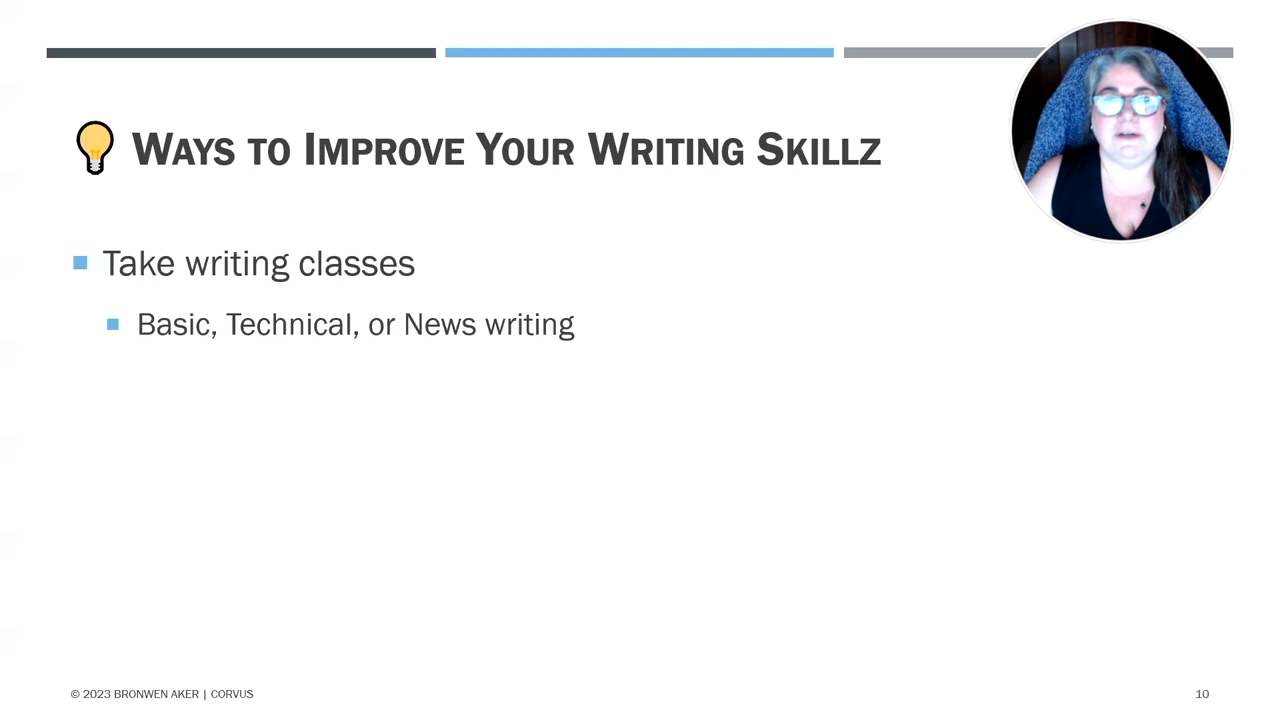 Ways to Improve Your Writing Skillz
Take writing classes
Basic, Technical, or News writing
© 2023 BRONWEN AKER | CORVUS
10